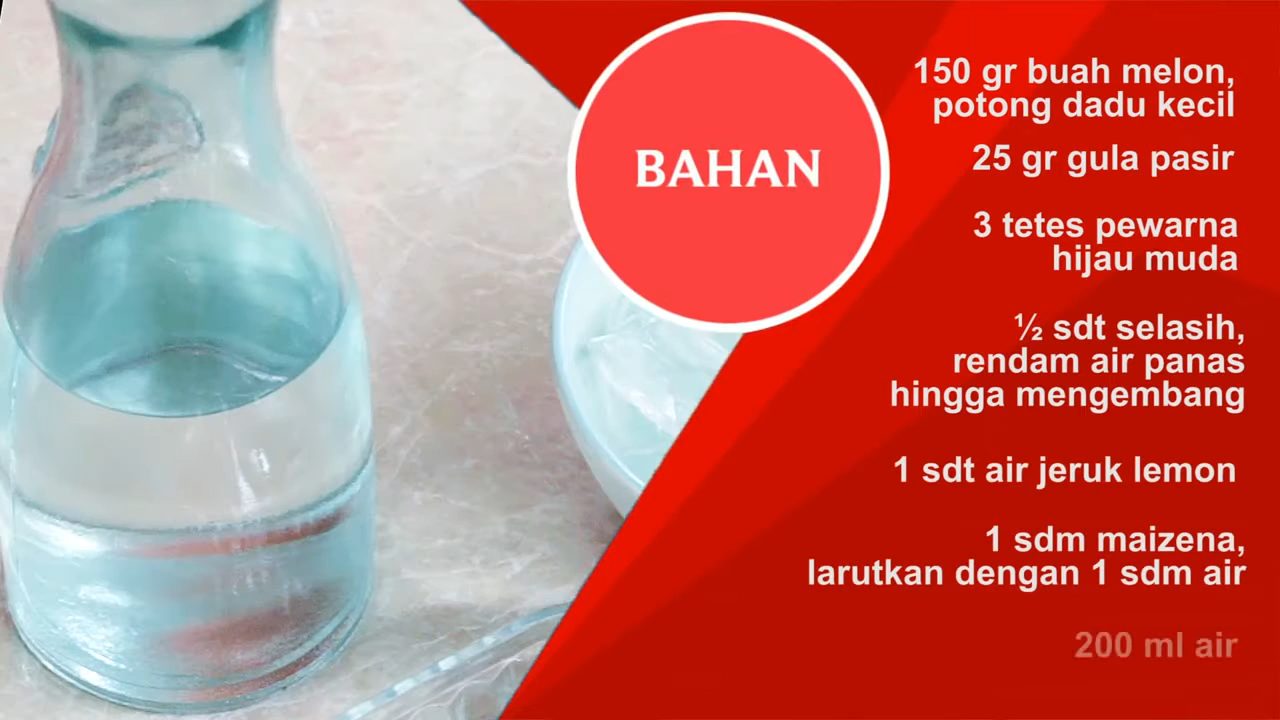 BAHAN
150 gr buah melon,
potong dadu kecil
25 gr gula pasir
3 tetes pewarna
hijau muda
½ sdt selasih,
rendam air panas
hingga mengembang
1 sdt air jeruk lemon
1 sdm maizena,
larutkan dengan 1 sdm air
200 ml air